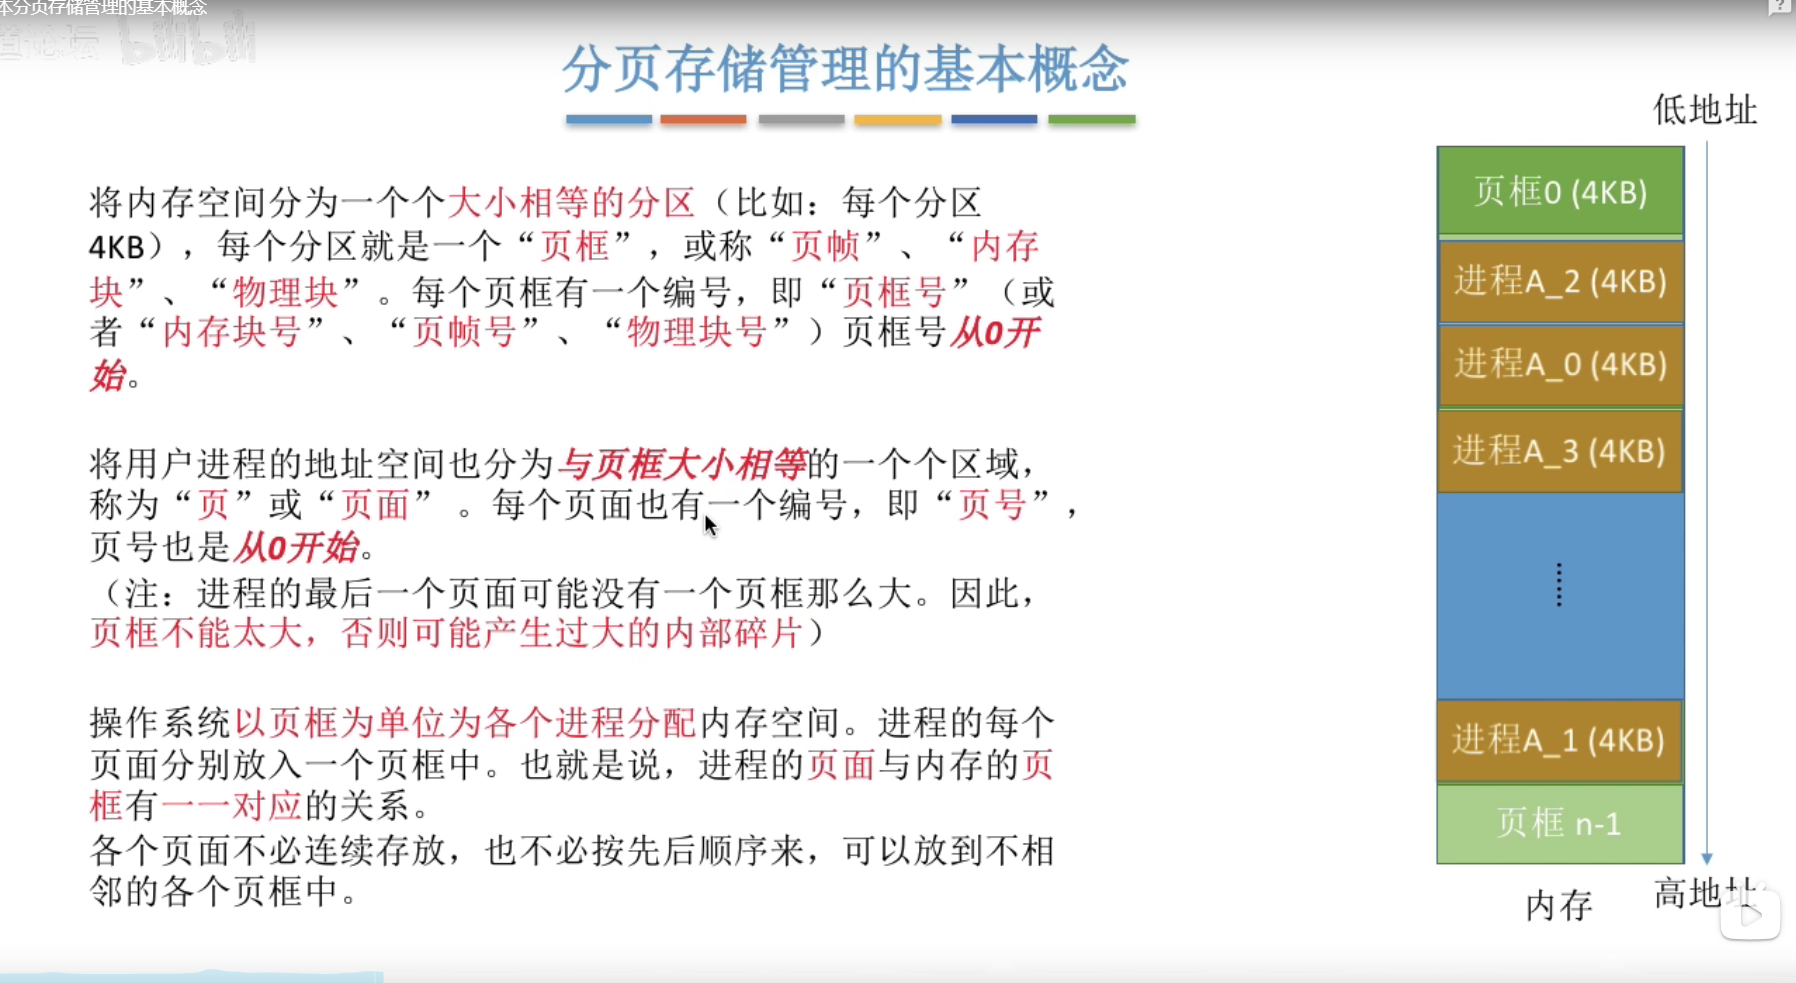 本分页存储管理的基本概念
道论坛 bilibili
分页存储管理的基本概念
将内存空间分为一个个大小相等的分区（比如：每个分区
4KB），每个分区就是一个“页框”，或称“页帧”、“内存
块”、“物理块”。每个页框有一个编号，即“页框号”（或
者“内存块号”、“页帧号”、“物理块号”）页框号从0开
始。
将用户进程的地址空间也分为与页框大小相等的一个个区域，
称为“页”或“页面”。每个页面也有一个编号，即“页号”，
页号也是从0开始。
（注：进程的最后一个页面可能没有一个页框那么大。因此，
页框不能太大，否则可能产生过大的内部碎片）
操作系统以页框为单位为各个进程分配内存空间。进程的每个
页面分别放入一个页框中。也就是说，进程的页面与内存的页
框有一一对应的关系。
各个页面不必连续存放，也不必按先后顺序来，可以放到不相
邻的各个页框中。
低地址
页框0 (4KB)
进程A_2 (4KB)
进程A_0 (4KB)
进程A_3 (4KB)
......
进程A_1 (4KB)
页框 n-1
内存
高地址